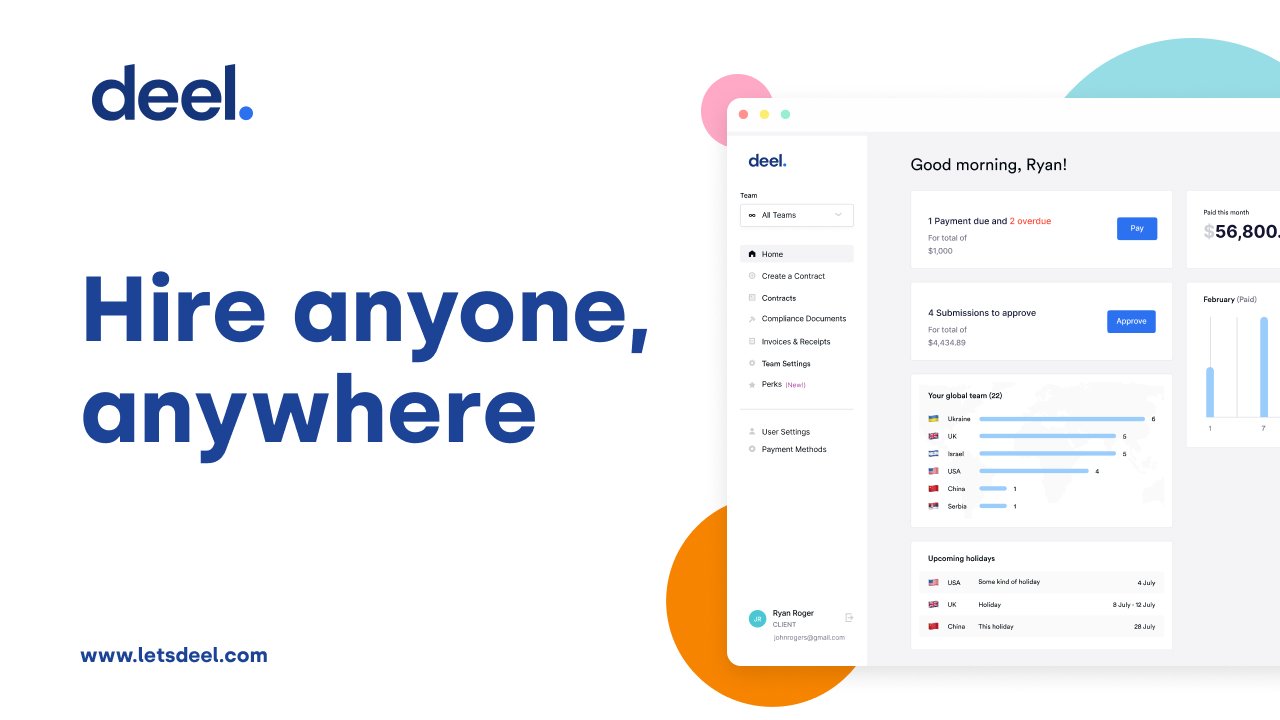 deel.
Hire anyone,
anywhere
www.letsdeel.com
deel.
Team
All Teams
Home
Create a Contract
Contracts
Compliance Documents
Invoices & Receipts
Team Settings
Perks (New!)
User Settings
Payment Methods
JR
Ryan Roger
CLIENT
johnrogers@gmail.com
Good morning, Ryan!
1 Payment due and 2 overdue
For total of
$1,000
Pay
4 Submissions to approve
For total of
$4,434.89
Approve
Your global team (22)
Ukraine 6
UK 5
Israel 5
USA 4
China 1
Serbia 1
Upcoming holidays
USA Some kind of holiday 4 July
UK Holiday 8 July - 12 July
China This holiday 28 July
Paid this month
$56,800.
February (Paid)
1 7